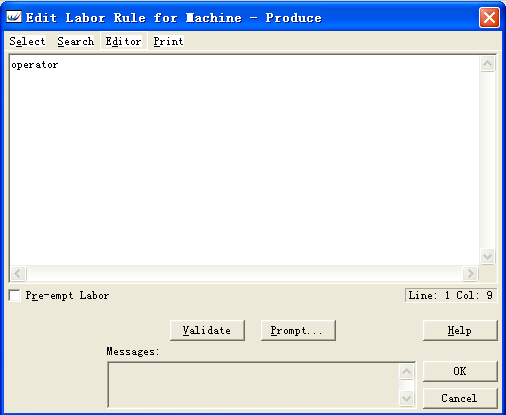 Edit Labor Rule for Machine - Produce
Select Search Editor Print
operator
Pre-empt Labor
Line: 1 Col: 9
Validate Prompt... Help
Messages:
OK
Cancel